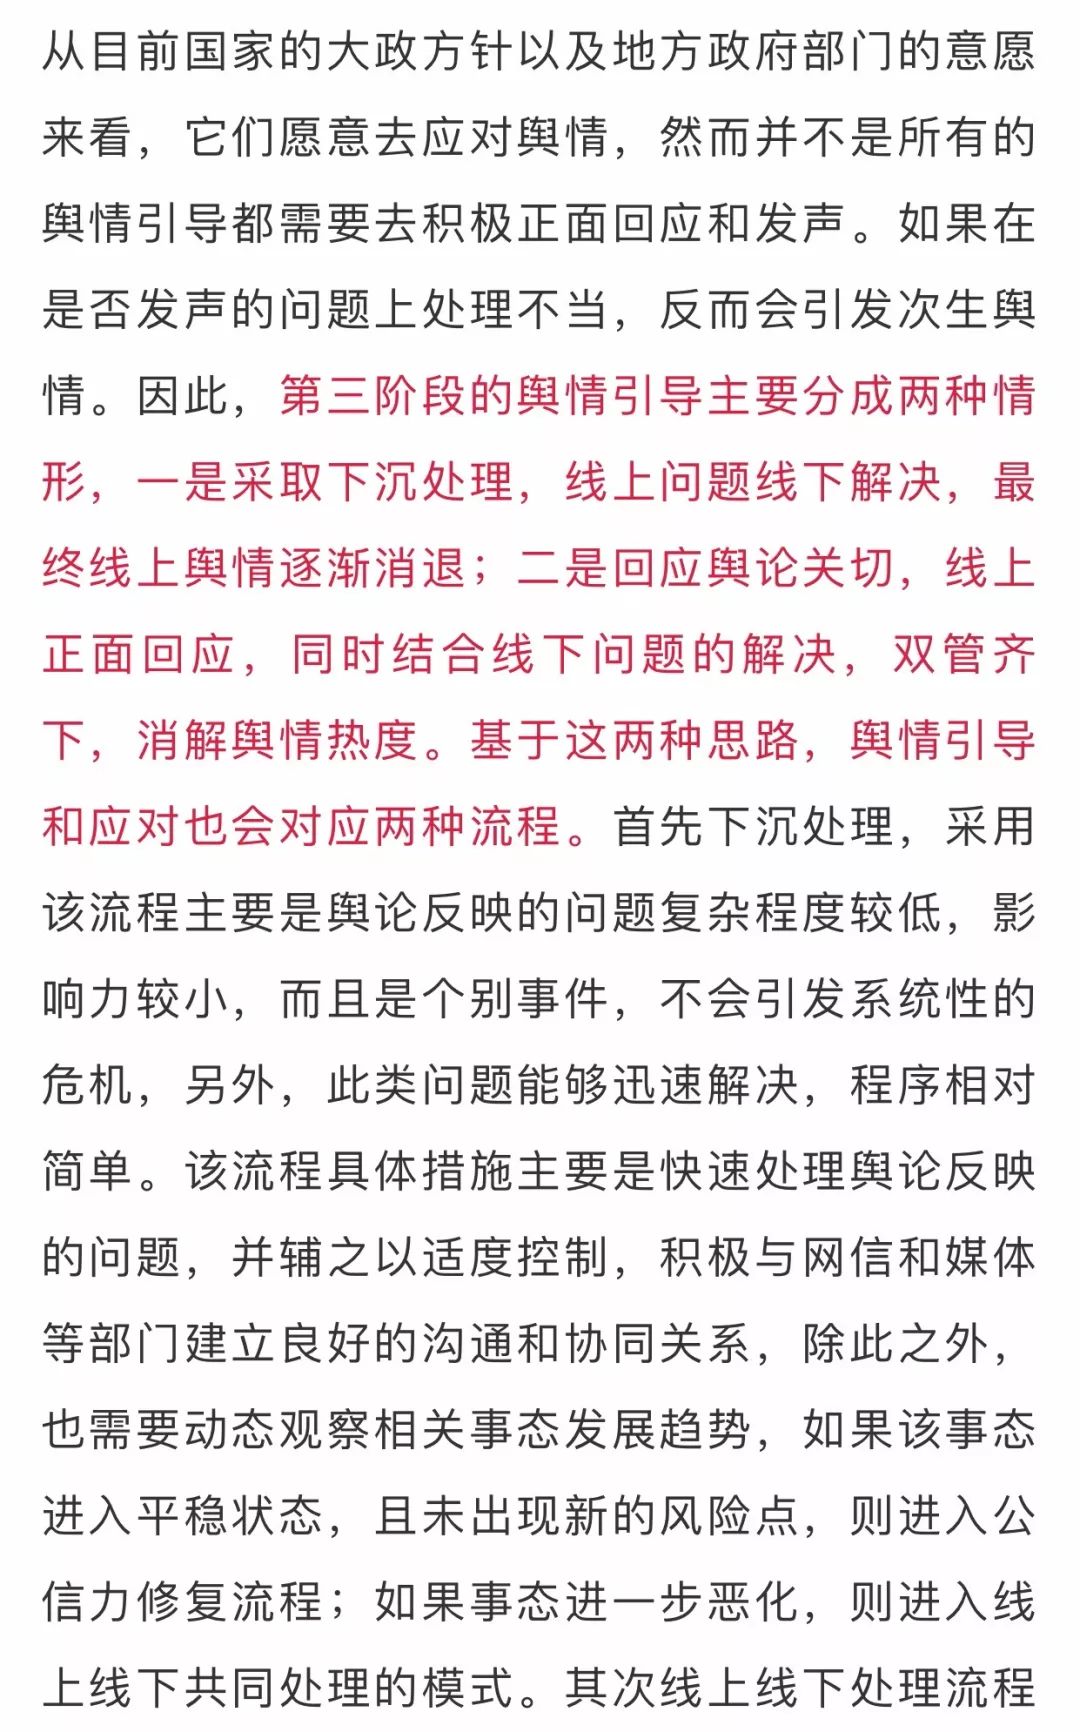 从目前国家的大政方针以及地方政府部门的意愿
来看，它们愿意去应对舆情，然而并不是所有的
舆情引导都需要去积极正面回应和发声。如果在
是否发声的问题上处理不当，反而会引发次生舆
情。因此，第三阶段的舆情引导主要分成两种情
形，一是采取下沉处理，线上问题线下解决，最
终线上舆情逐渐消退；二是回应舆论关切，线上
正面回应，同时结合线下问题的解决，双管齐
下，消解舆情热度。基于这两种思路，舆情引导
和应对也会对应两种流程。首先下沉处理，采用
该流程主要是舆论反映的问题复杂程度较低，影
响力较小，而且是个别事件，不会引发系统性的
危机，另外，此类问题能够迅速解决，程序相对
简单。该流程具体措施主要是快速处理舆论反映
的问题，并辅之以适度控制，积极与网信和媒体
等部门建立良好的沟通和协同关系，除此之外，
也需要动态观察相关事态发展趋势，如果该事态
进入平稳状态，且未出现新的风险点，则进入公
信力修复流程；如果事态进一步恶化，则进入线
上线下共同处理的模式。其次线上线下处理流程